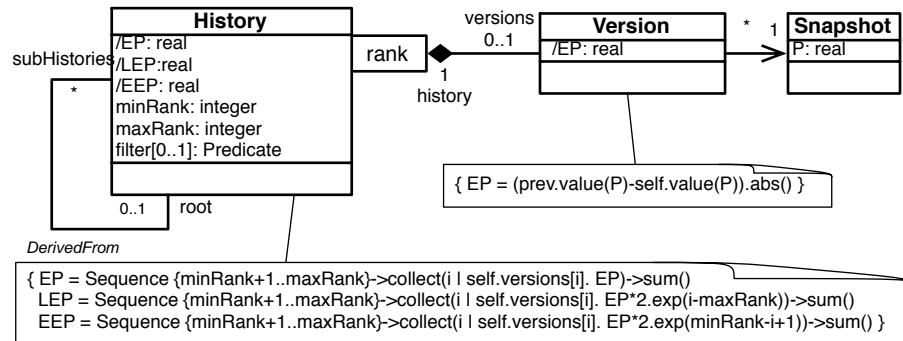 History
/EP: real
/LEP:real
/EEP: real
minRank: integer
maxRank: integer
filter[0..1]: Predicate
subHistories
*
0..1
root
DerivedFrom
rank
1
history
versions
0..1
Version
/EP: real
*
1
Snapshot
P: real
{ EP = (prev.value(P)-self.value(P)).abs() }
{ EP = Sequence {minRank+1..maxRank}->collect(i | self.versions[i]. EP)->sum()
LEP = Sequence {minRank+1..maxRank}->collect(i | self.versions[i]. EP*2.exp(i-maxRank))->sum()
EEP = Sequence {minRank+1..maxRank}->collect(i | self.versions[i]. EP*2.exp(minRank-i+1))->sum() }